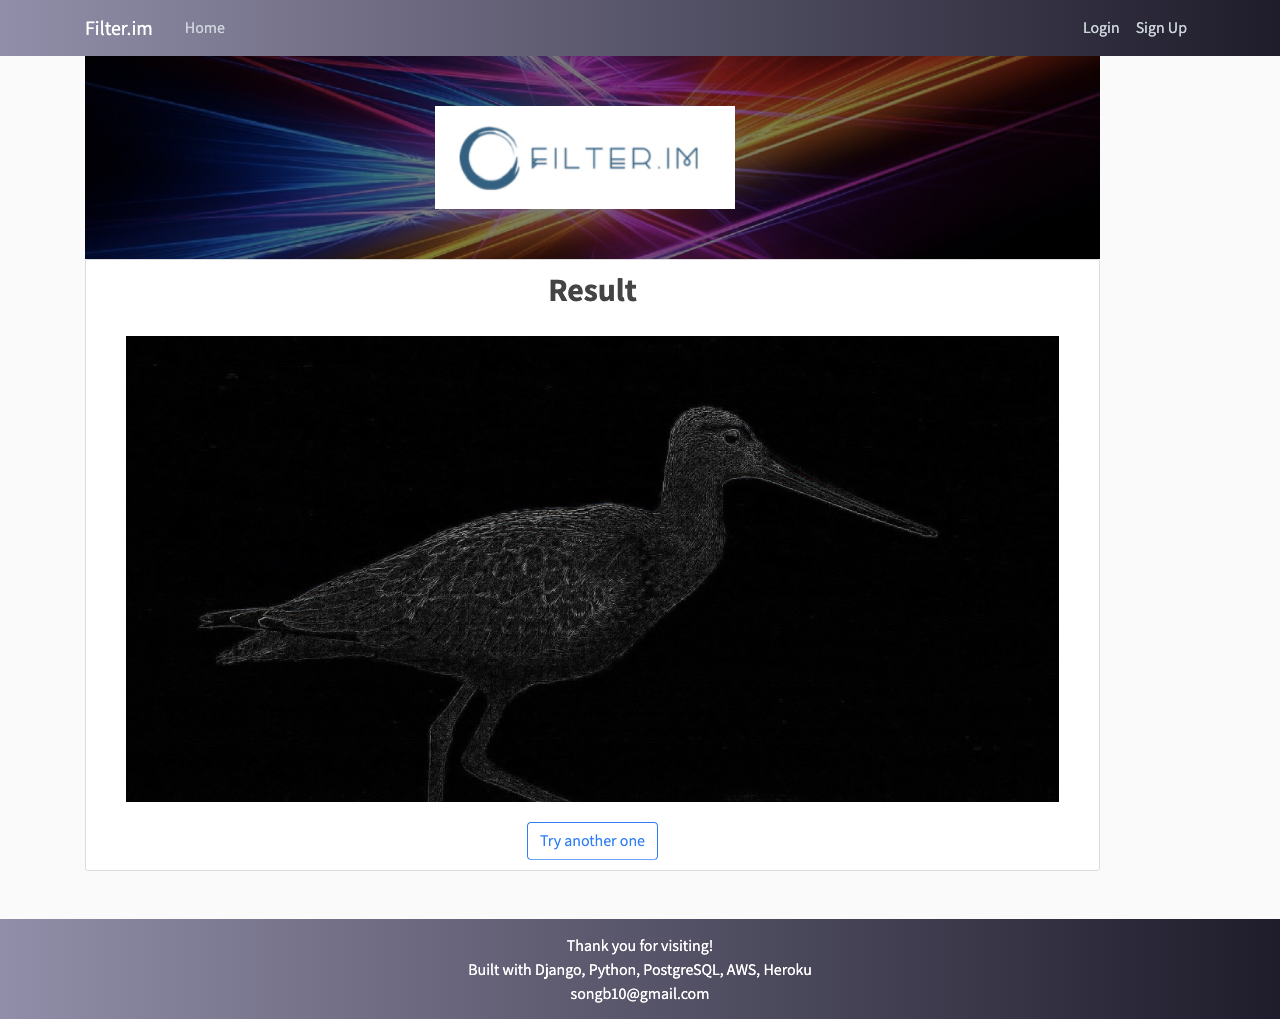 Filter.im
Home
Login
Sign Up
FILTER.IM
Result
Try another one
Thank you for visiting!
Built with Django, Python, PostgreSQL, AWS, Heroku
songb10@gmail.com